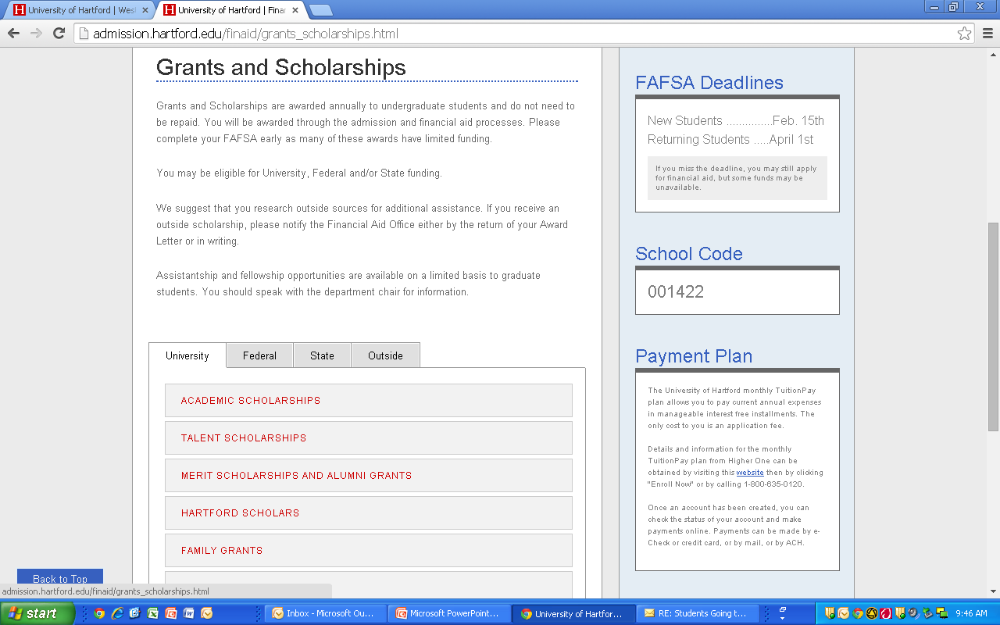 University of Hartford | Wes
University of Hartford | Fina
admission.hartford.edu/finaid/grants_scholarships.html
Grants and Scholarships
Grants and Scholarships are awarded annually to undergraduate students and do not need to
be repaid. You will be awarded through the admission and financial aid processes. Please
complete your FAFSA early as many of these awards have limited funding.
You may be eligible for University, Federal and/or State funding.
We suggest that you research outside sources for additional assistance. If you receive an
outside scholarship, please notify the Financial Aid Office either by the return of your Award
Letter or in writing.
Assistantship and fellowship opportunities are available on a limited basis to graduate
students. You should speak with the department chair for information.
University
Federal
State
Outside
ACADEMIC SCHOLARSHIPS
TALENT SCHOLARSHIPS
MERIT SCHOLARSHIPS AND ALUMNI GRANTS
HARTFORD SCHOLARS
FAMILY GRANTS
FAFSA Deadlines
New Students ...............Feb. 15th
Returning Students .....April 1st
If you miss the deadline, you may still apply
for financial aid, but some funds may be
unavailable.
School Code
001422
Payment Plan
The University of Hartford monthly TuitionPay
plan allows you to pay current annual expenses
in manageable interest free installments. The
only cost to you is an application fee.
Details and information for the monthly
TuitionPay plan from Higher One can be
obtained by visiting this website then by clicking
"Enroll Now" or by calling 1-800-635-0120.
Once an account has been created, you can
check the status of your account and make
payments online. Payments can be made by e-
Check or credit card, or by mail, or by ACH.
Back to Top
admission.hartford.edu/finaid/grants_scholarships.html
start
Inbox - Microsoft Ou...
Microsoft PowerPoint...
University of Hartfor...
RE: Students Going t...
9:46 AM